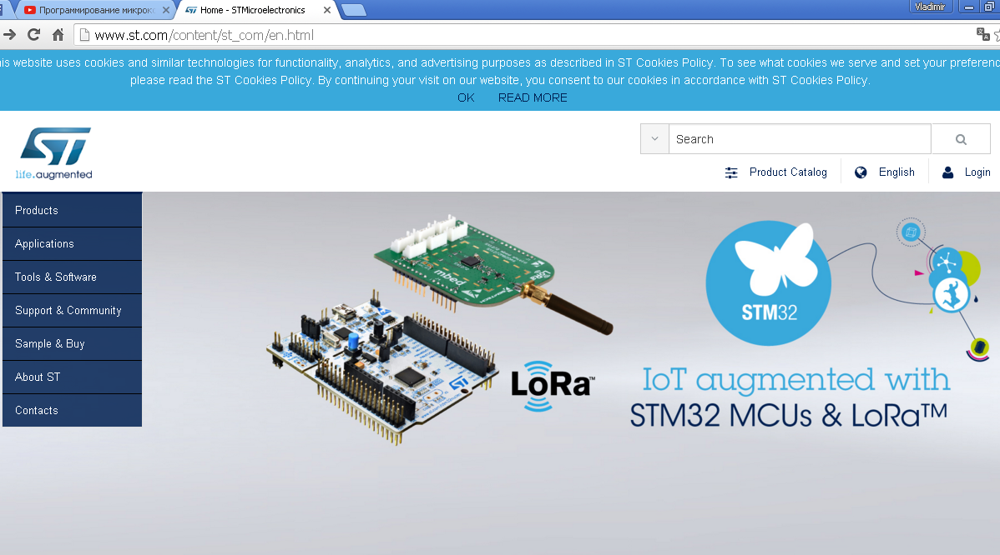 Программирование микрок
Home - STMicroelectronics
Vladimir
www.st.com/content/st_com/en.html
is website uses cookies and similar technologies for functionality, analytics, and advertising purposes as described in ST Cookies Policy. To see what cookies we serve and set your preferenc
please read the ST Cookies Policy. By continuing your visit on our website, you consent to our cookies in accordance with ST Cookies Policy.
OK READ MORE
ST
life.augmented
Search
Product Catalog English Login
Products
Applications
Tools & Software
Support & Community
Sample & Buy
About ST
Contacts
mbed
LoRa
STM32
LoRa™
IoT augmented with
STM32 MCUs & LoRa™